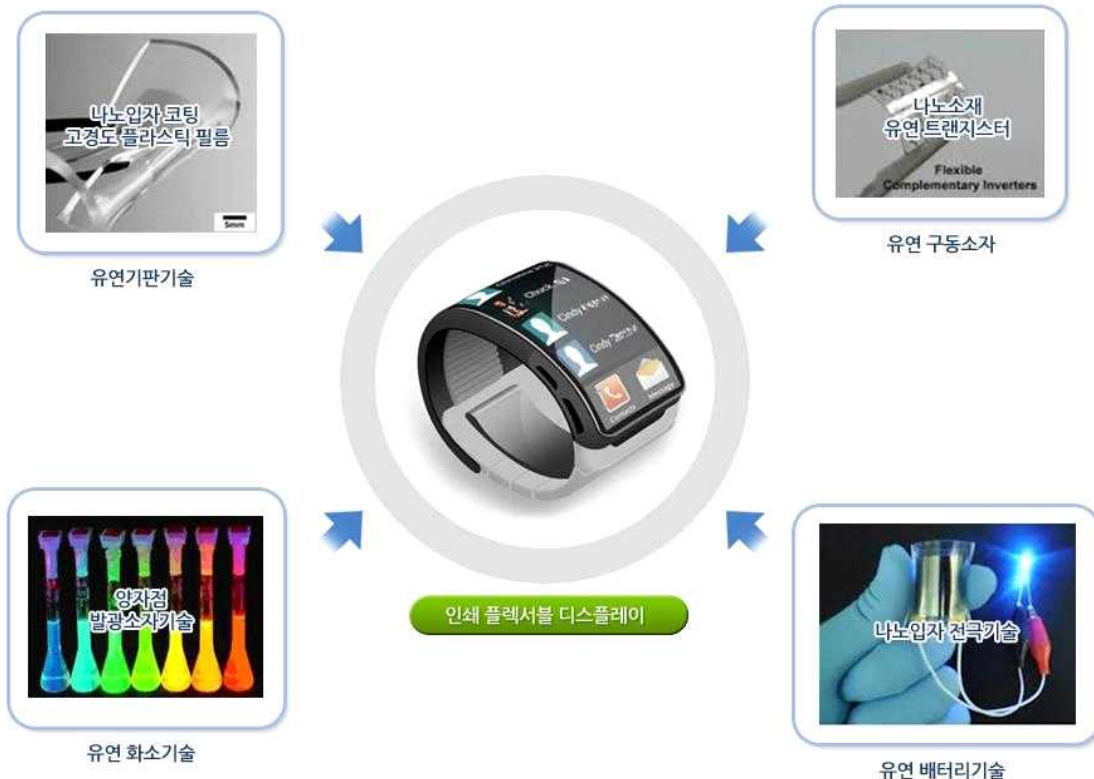 나노입자 코팅
고경도 플라스틱 필름
5mm
유연기판기술
나노소재
유연 트랜지스터
Flexible
Complementary Inverters
유연 구동소자
Cindy
Cindy
Contacts
Message
인쇄 플렉서블 디스플레이
양자점
발광소자기술
유연 화소기술
나노입자 전극기술
유연 배터리기술